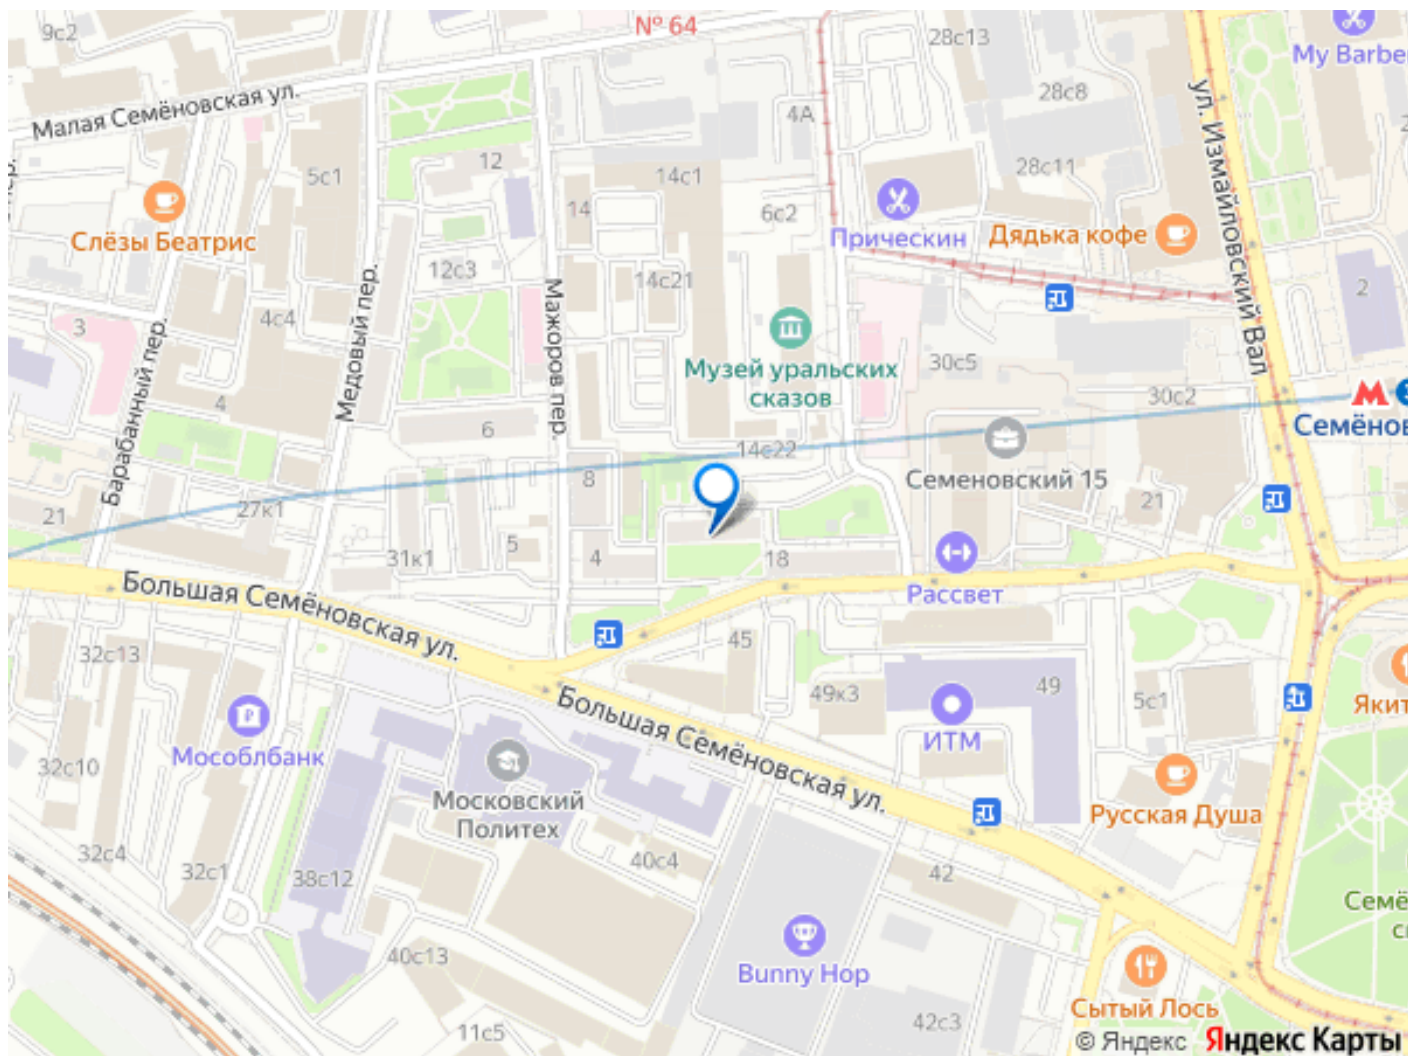 9с2
№ 64
28с13
My Barbe
Малая Семёновская ул.
4А
28с8
ул. Измайловский Вал
5с1
12
14с1
28с11
14
6с2
Слёзы Беатрис
Прическин
Дядька кофе
12с3
14с21
2
3
4с4
Медовый пер.
Мажоров пер.
Музей уральских
сказов
30с5
30с2
Барабанный пер.
4
6
Семёнов
14с22
8
Семеновский 15
21
27к1
21
31к1
5
4
18
Большая Семёновская ул.
Рассвет
32с13
45
49к3
49
5с1
Большая Семёновская ул.
Якит
Мособлбанк
ИТМ
32с10
Московский
Политех
Русская Душа
32с4
32с1
38с12
40с4
42
Семё
с
40с13
Bunny Hop
Сытый Лось
11с5
42с3
© Яндекс Яндекс Карты